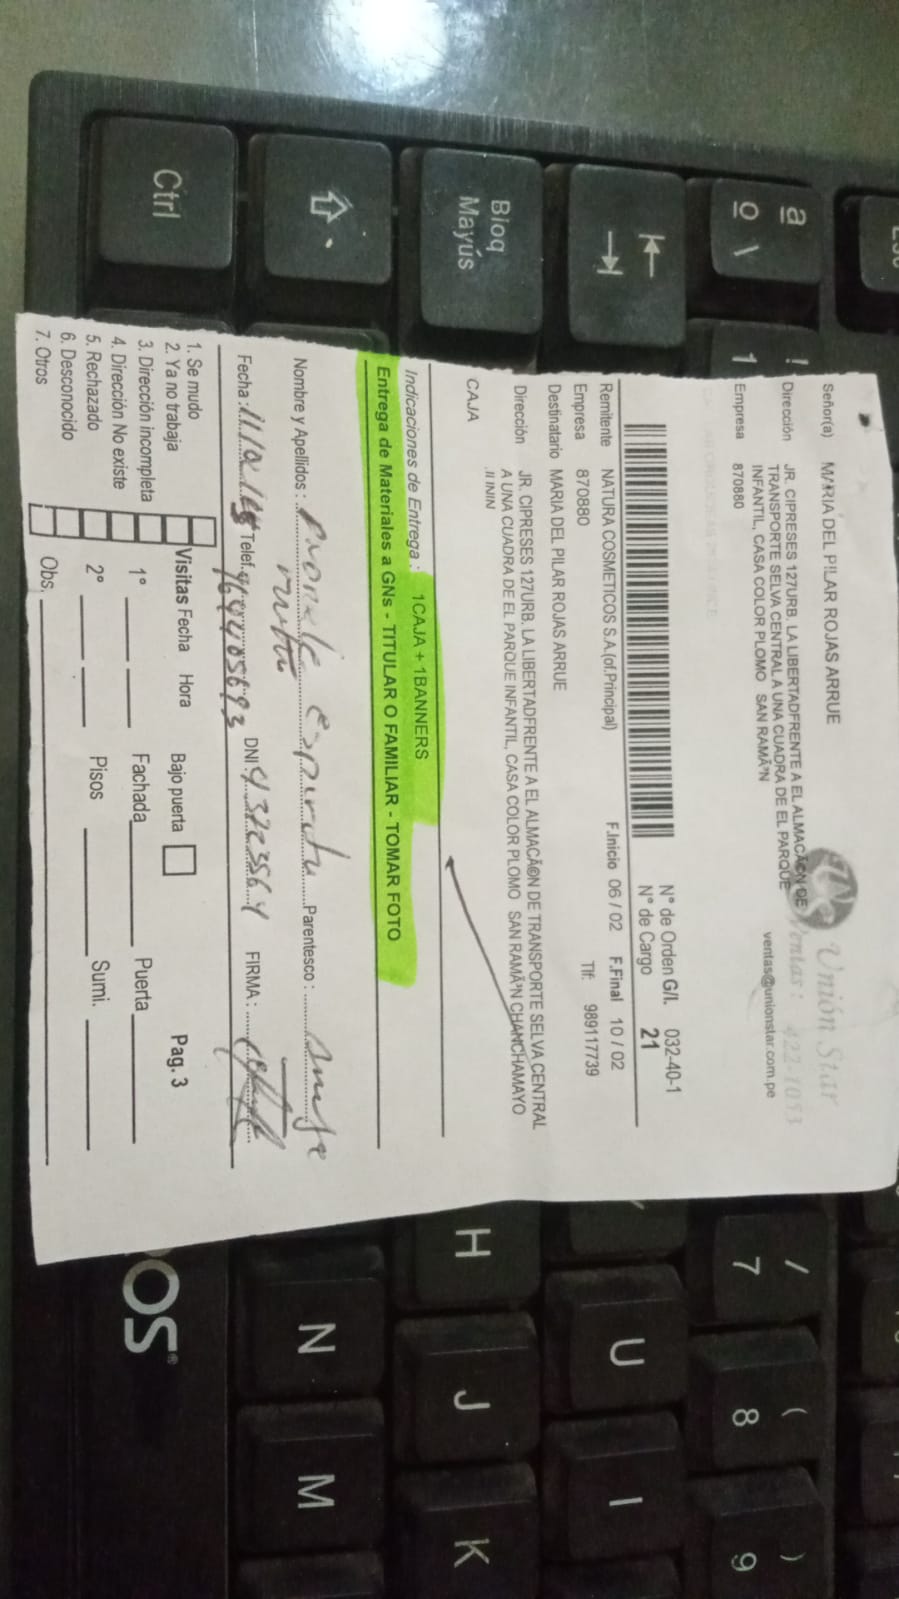 Unión Star
Ventas: 422-1053
ventas@unionstar.com.pe
Señor(a) MARIA DEL PILAR ROJAS ARRUE
Dirección JR. CIPRESES 127URB. LA LIBERTADFRENTE A EL ALMACÃ©N DE
TRANSPORTE SELVA CENTRAL A UNA CUADRA DE EL PARQUE
INFANTIL, CASA COLOR PLOMO SAN RAMÃ³N
Empresa 870880
N° de Orden G/I. 032-40-1
N° de Cargo 21
Remitente NATURA COSMETICOS S.A.(of.Principal) F.Inicio 06 / 02 F.Final 10 / 02
Empresa 870880 Tlf: 989117739
Destinatario MARIA DEL PILAR ROJAS ARRUE
Dirección JR. CIPRESES 127URB. LA LIBERTADFRENTE A EL ALMACÃ©N DE TRANSPORTE SELVA CENTRAL
A UNA CUADRA DE EL PARQUE INFANTIL, CASA COLOR PLOMO SAN RAMÃ³N CHANCHAMAYO
JUNIN
CAJA
Indicaciones de Entrega : 1CAJA + 1BANNERS
Entrega de Materiales a GNs - TITULAR O FAMILIAR - TOMAR FOTO
Nombre y Apellidos : Parentesco :
Fecha : Telef. 964405693 DNI: FIRMA :
1. Se mudo
2. Ya no trabaja
3. Dirección incompleta
4. Dirección No existe
5. Rechazado
6. Desconocido
7. Otros
Visitas Fecha Hora Bajo puerta Pag. 3
1° Fachada Puerta
2° Pisos Sumi.
Obs.
Ctrl
Bloq
Mayús
ª
º \
!
1
/
7
(
8
)
9
U
I
H
J
K
N
M